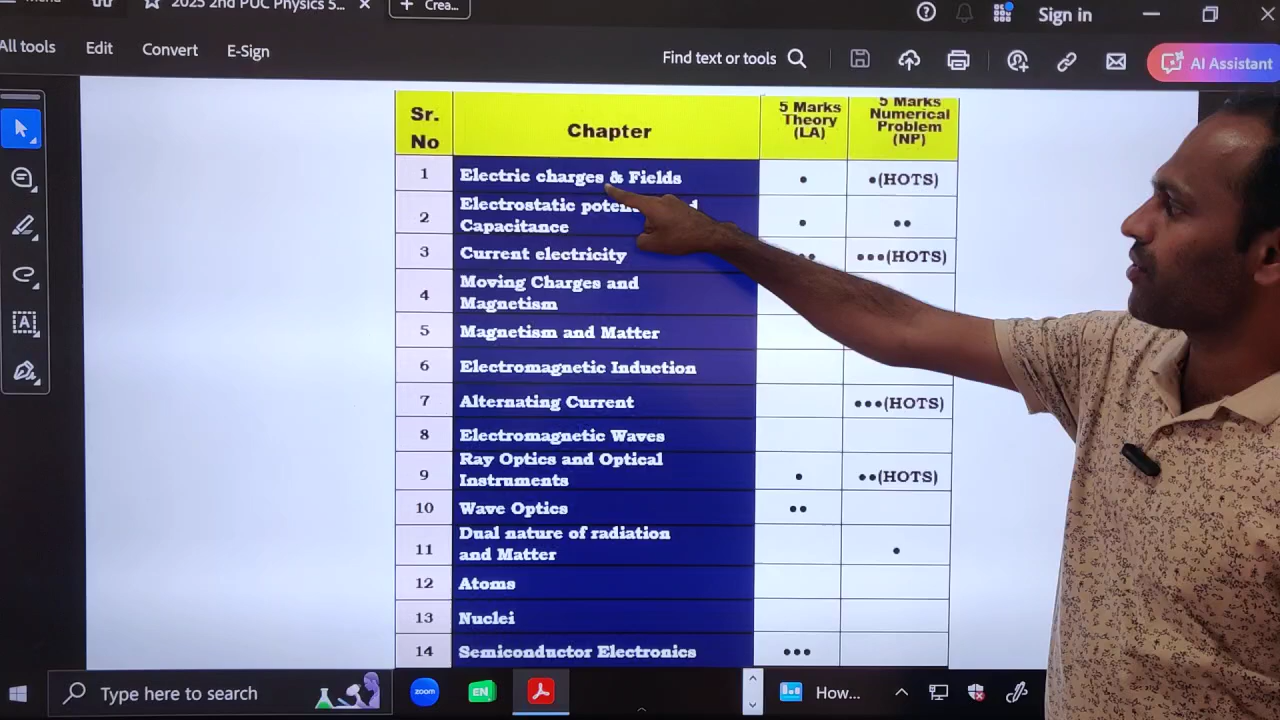 2025 2nd PUC Physics 5...
Crea...
Sign in
All tools
Edit
Convert
E-Sign
Find text or tools
AI Assistant
Sr. No
Chapter
5 Marks Theory (LA)
5 Marks Numerical Problem (NP)
1 Electric charges & Fields • •(HOTS)
2 Electrostatic
Capacitance • ••
3 Current electricity •••(HOTS)
4 Moving Charges and
Magnetism
5 Magnetism and Matter
6 Electromagnetic Induction
7 Alternating Current •••(HOTS)
8 Electromagnetic Waves
9 Ray Optics and Optical
Instruments • ••(HOTS)
10 Wave Optics ••
11 Dual nature of radiation
and Matter •
12 Atoms
13 Nuclei
14 Semiconductor Electronics •••
Type here to search
zoom
EN
How...